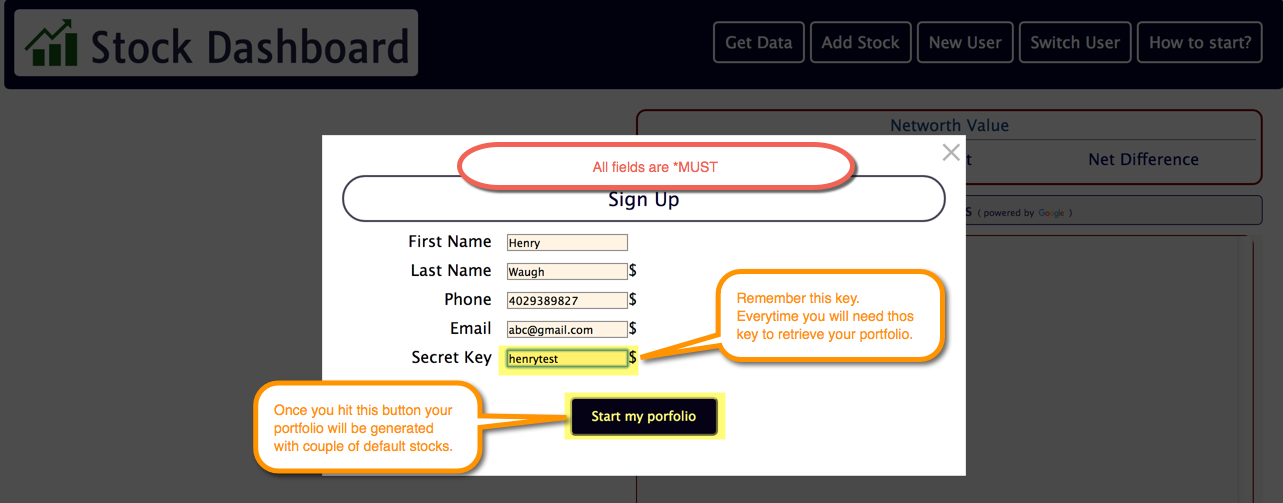 Stock Dashboard
Get Data
Add Stock
New User
Switch User
How to start?
Networth Value
Net Difference
( powered by Google )
All fields are *MUST
Sign Up
First Name Henry
Last Name Waugh $
Phone 4029389827 $
Email abc@gmail.com $
Secret Key henrytest $
Remember this key.
Everytime you will need thos
key to retrieve your portfolio.
Once you hit this button your
portfolio will be generated
with couple of default stocks.
Start my porfolio